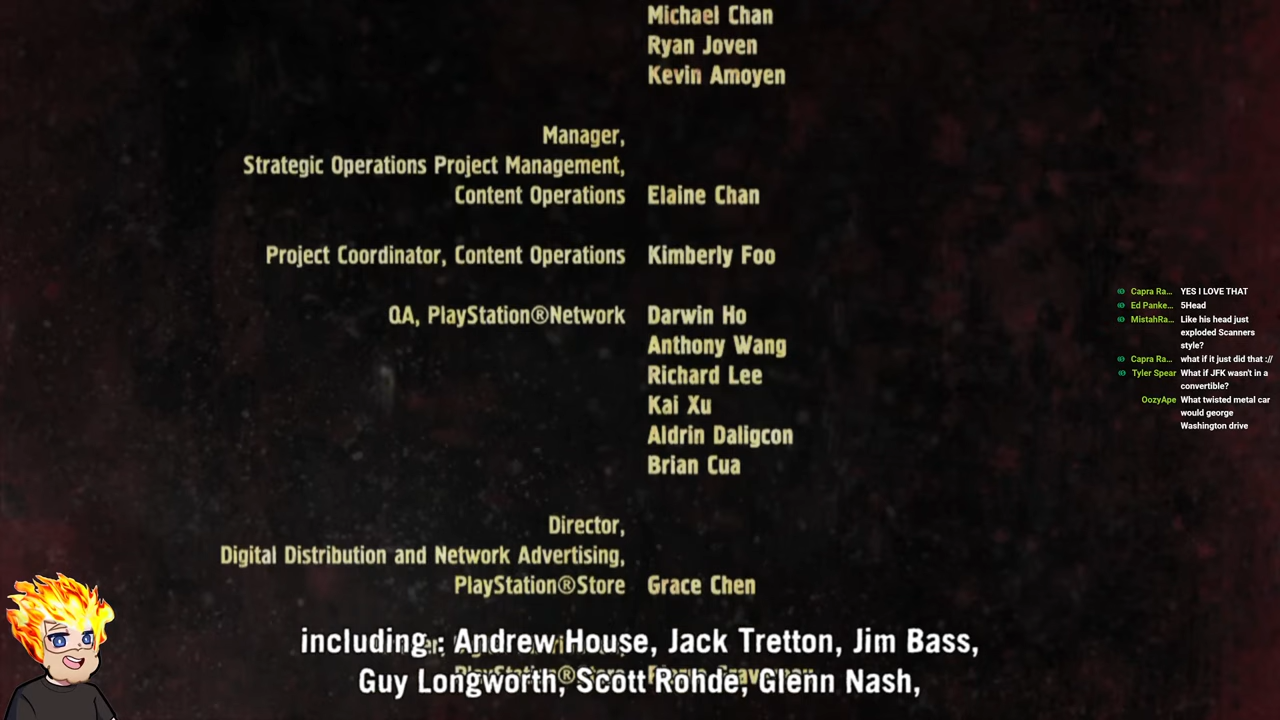 Michael Chan
Ryan Joven
Kevin Amoyen
Manager,
Strategic Operations Project Management,
Content Operations Elaine Chan
Project Coordinator, Content Operations Kimberly Foo
QA, PlayStation®Network Darwin Ho
Anthony Wang
Richard Lee
Kai Xu
Aldrin Daligcon
Brian Cua
Director,
Digital Distribution and Network Advertising,
PlayStation®Store Grace Chen
including : Andrew House, Jack Tretton, Jim Bass,
Guy Longworth, Scott Rohde, Glenn Nash,
Capra Ra... YES I LOVE THAT
Ed Panke... 5Head
MistahRa... Like his head just
exploded Scanners
style?
Capra Ra... what if it just did that ://
Tyler Spear What if JFK wasn't in a
convertible?
OozyApe What twisted metal car
would george
Washington drive